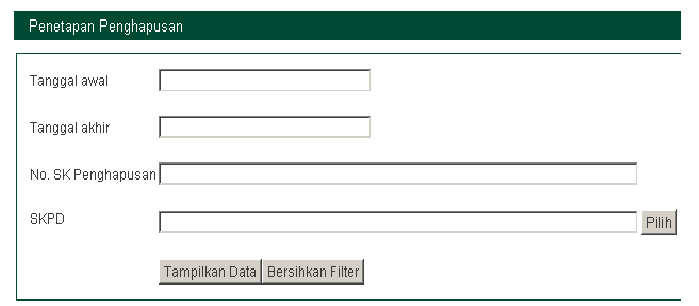 Penetapan Penghapusan
Tanggal awal
Tanggal akhir
No. SK Penghapusan
SKPD
Pilih
Tampilkan Data Bersihkan Filter